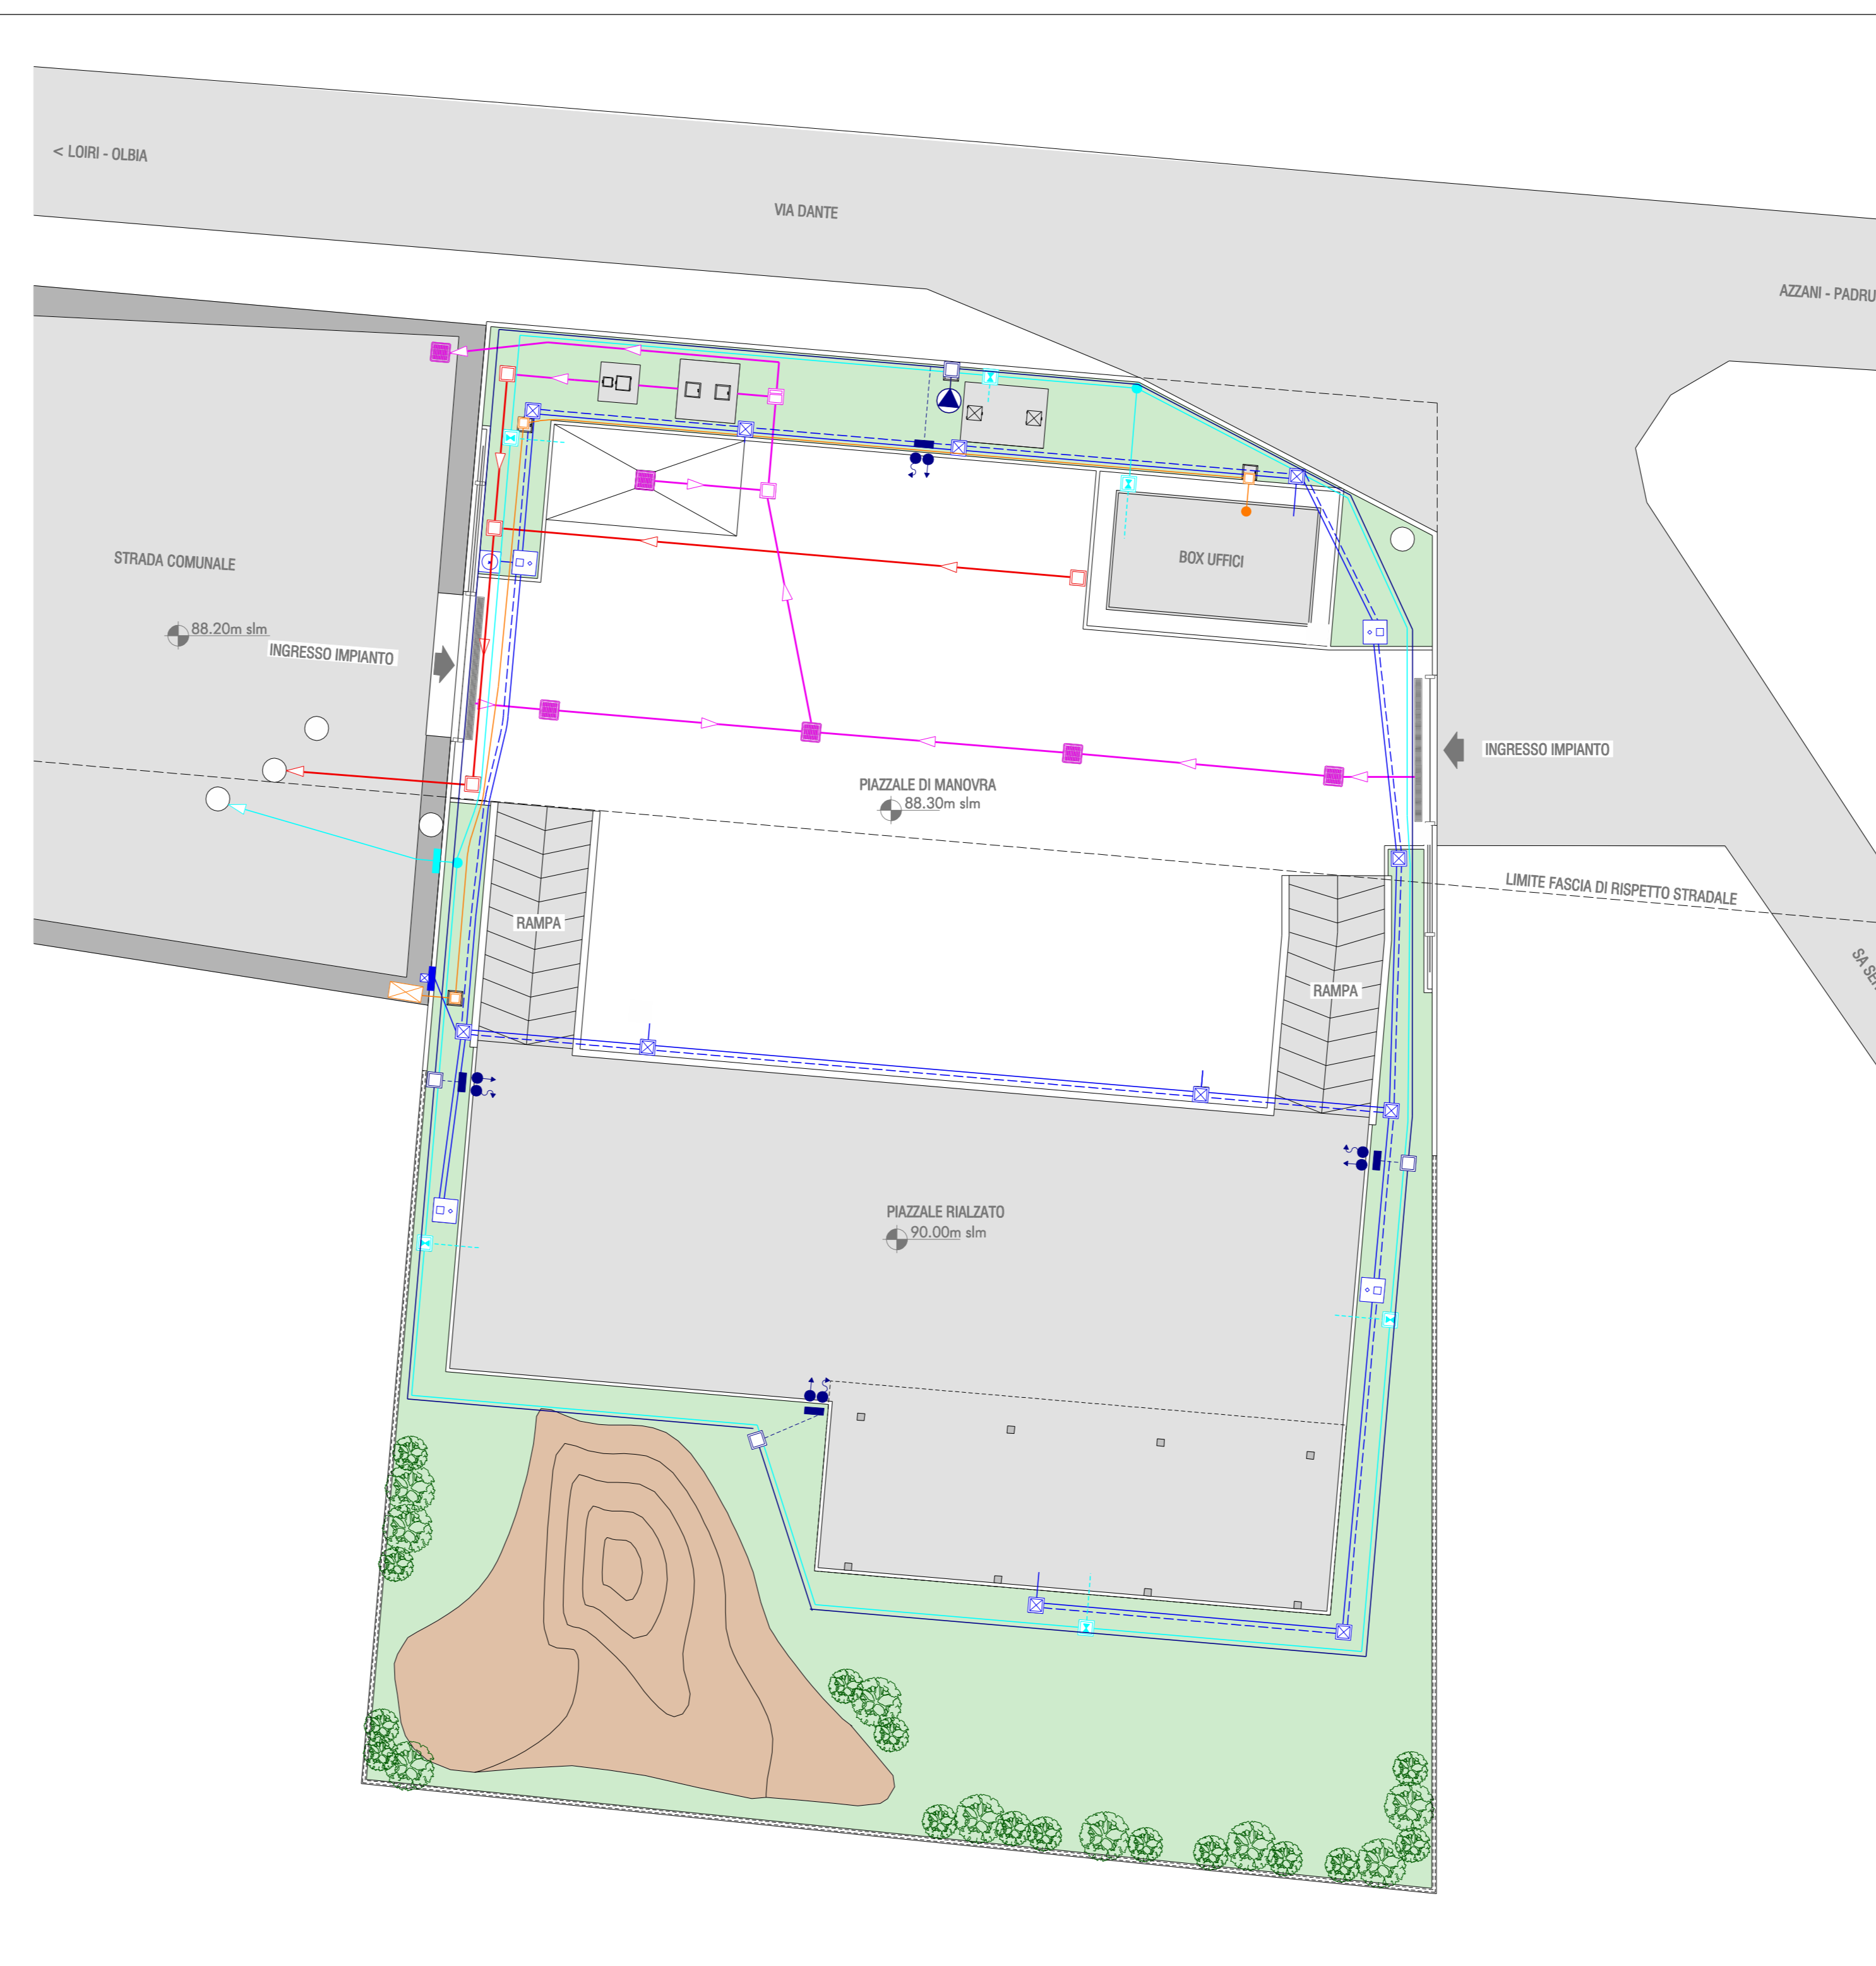 < LOIRI - OLBIA
VIA DANTE
AZZANI - PADRU
STRADA COMUNALE
88.20m slm
INGRESSO IMPIANTO
BOX UFFICI
INGRESSO IMPIANTO
PIAZZALE DI MANOVRA
88.30m slm
LIMITE FASCIA DI RISPETTO STRADALE
RAMPA
RAMPA
PIAZZALE RIALZATO
90.00m slm